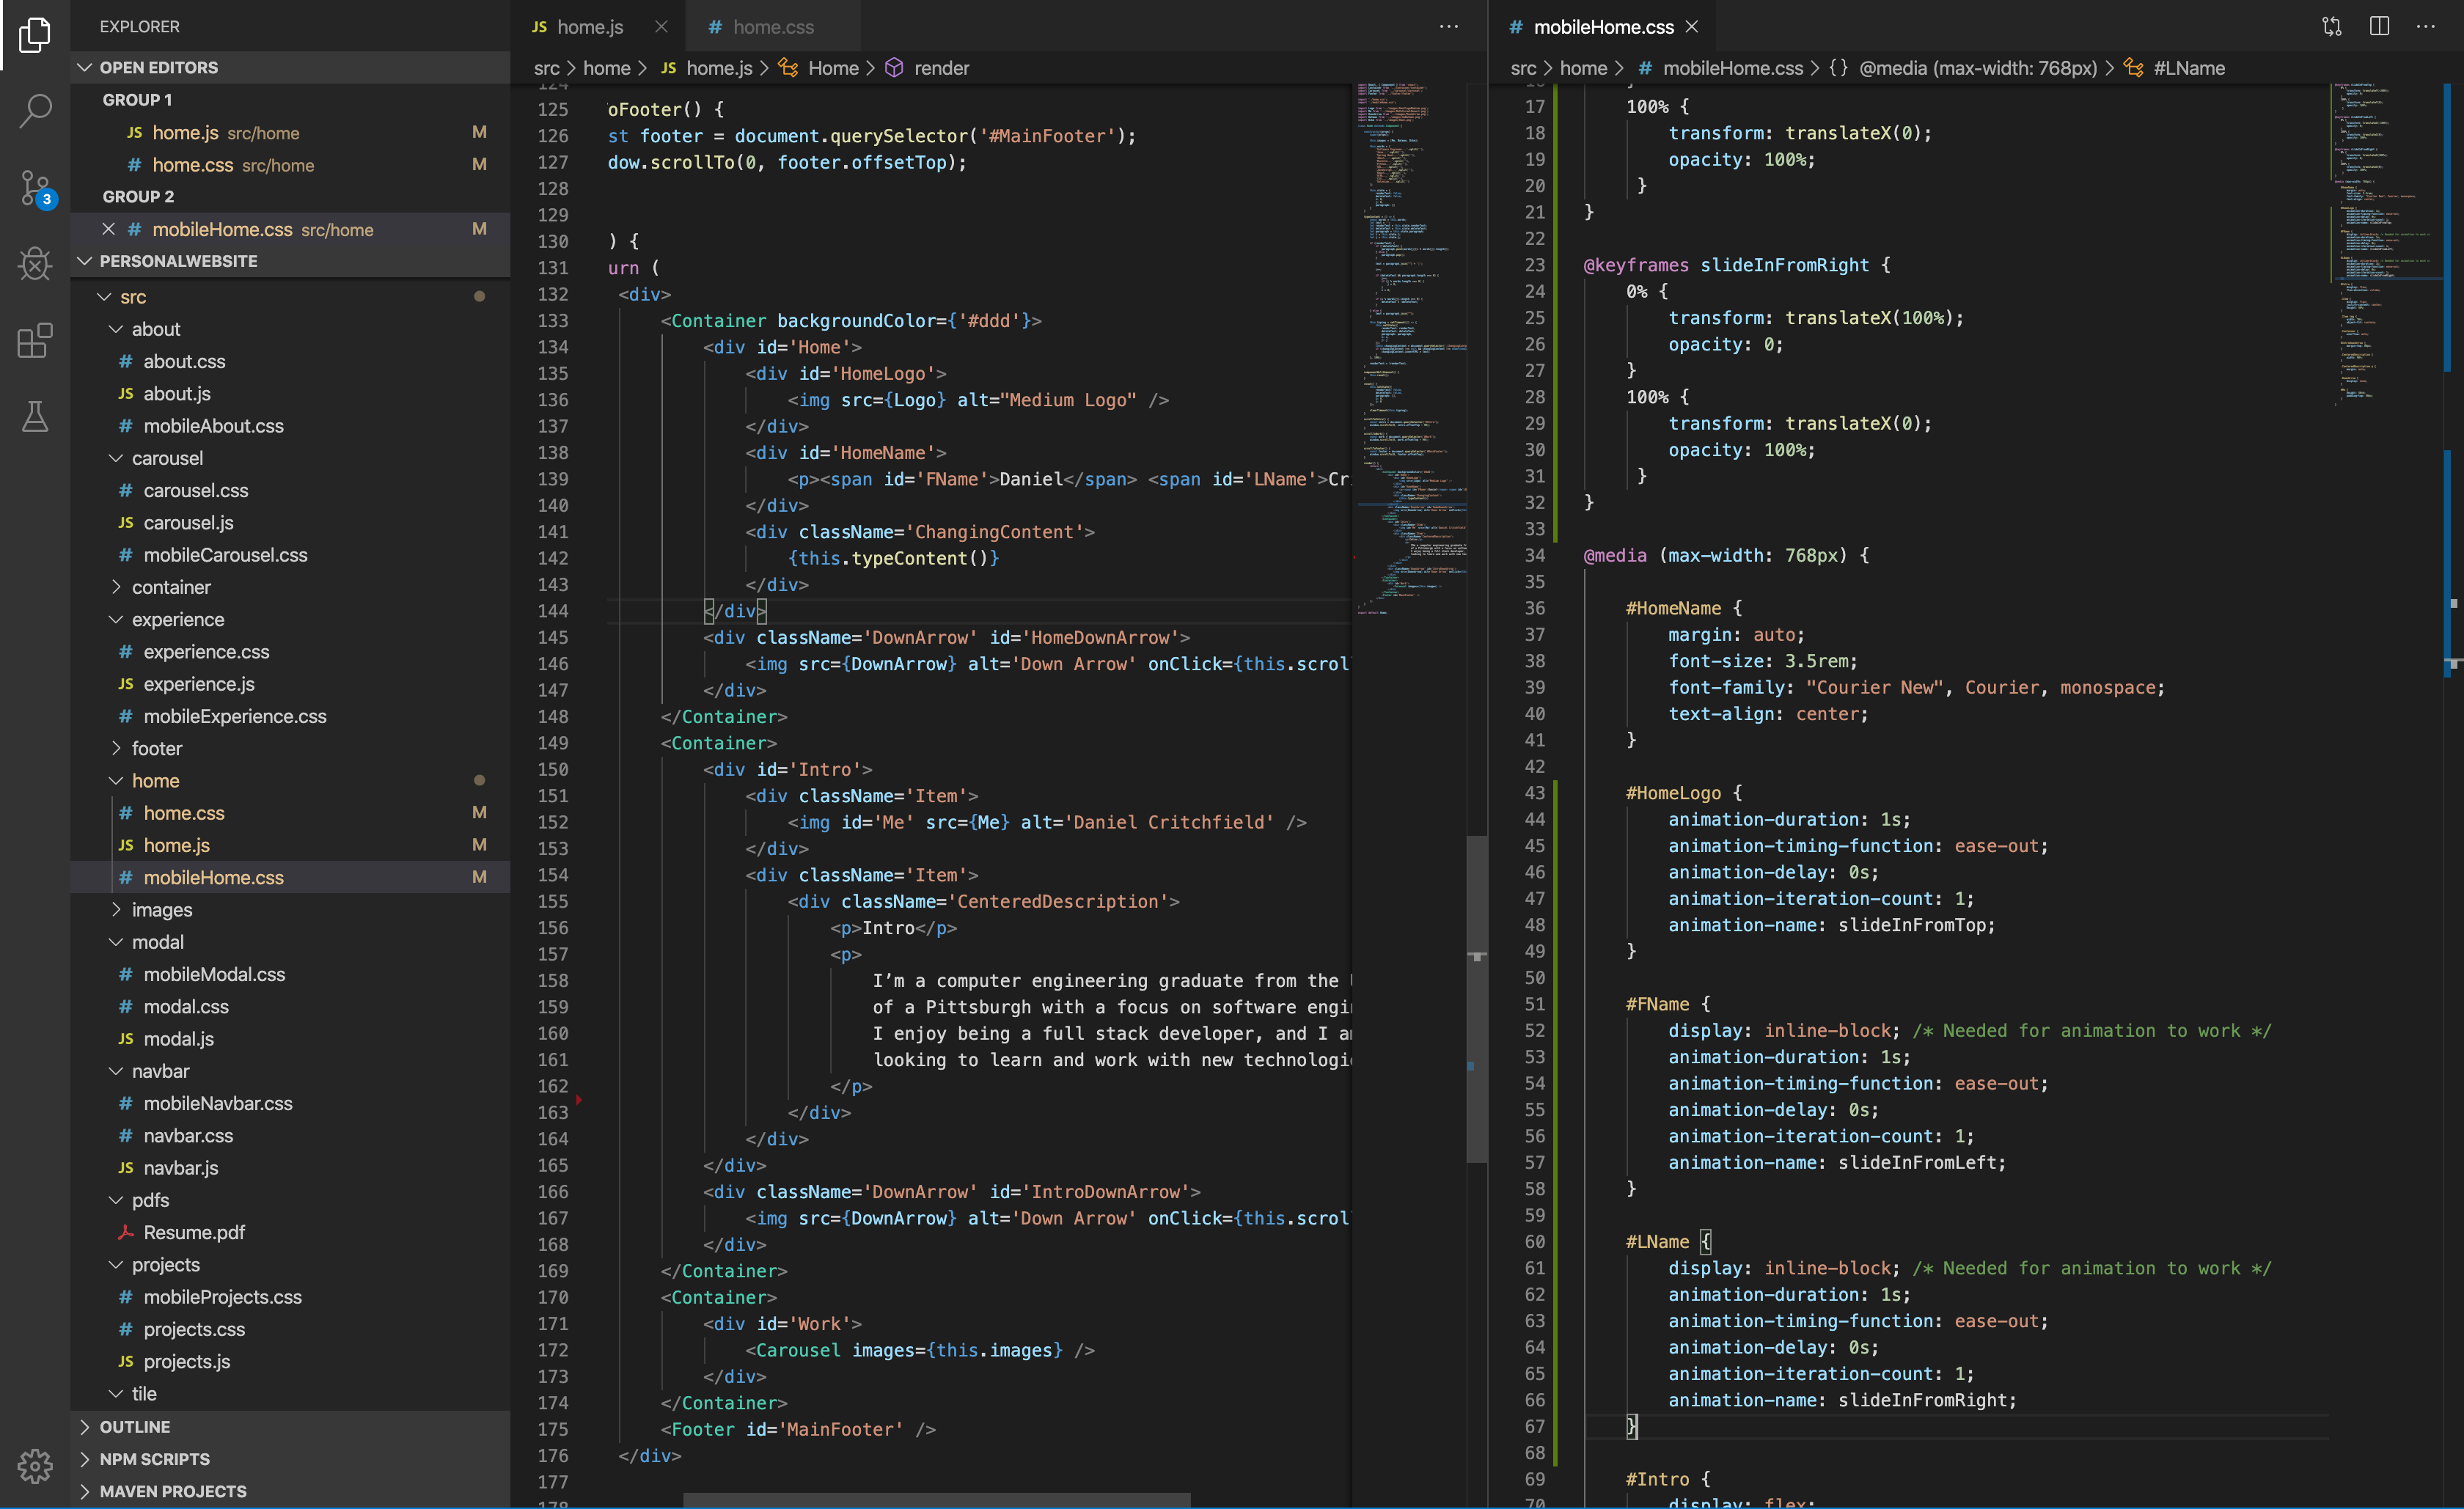 EXPLORER
OPEN EDITORS
GROUP 1
JS home.js src/home M
# home.css src/home M
GROUP 2
# mobileHome.css src/home M
PERSONALWEBSITE
src
about
# about.css
JS about.js
# mobileAbout.css
carousel
# carousel.css
JS carousel.js
# mobileCarousel.css
container
experience
# experience.css
JS experience.js
# mobileExperience.css
footer
home
# home.css M
JS home.js M
# mobileHome.css M
images
modal
# mobileModal.css
# modal.css
JS modal.js
navbar
# mobileNavbar.css
# navbar.css
JS navbar.js
pdfs
Resume.pdf
projects
# mobileProjects.css
# projects.css
JS projects.js
tile
OUTLINE
NPM SCRIPTS
MAVEN PROJECTS
3
JS home.js
# home.css
src > home > JS home.js > Home > render
124
125 oFooter() {
126 st footer = document.querySelector('#MainFooter');
127 dow.scrollTo(0, footer.offsetTop);
128
129
130 ) {
131 urn (
132 <div>
133 <Container backgroundColor={'#ddd'}>
134 <div id='Home'>
135 <div id='HomeLogo'>
136 <img src={Logo} alt="Medium Logo" />
137 </div>
138 <div id='HomeName'>
139 <p><span id='FName'>Daniel</span> <span id='LName'>Cr
140 </div>
141 <div className='ChangingContent'>
142 {this.typeContent()}
143 </div>
144 </div>
145 <div className='DownArrow' id='HomeDownArrow'>
146 <img src={DownArrow} alt='Down Arrow' onClick={this.scrol
147 </div>
148 </Container>
149 <Container>
150 <div id='Intro'>
151 <div className='Item'>
152 <img id='Me' src={Me} alt='Daniel Critchfield' />
153 </div>
154 <div className='Item'>
155 <div className='CenteredDescription'>
156 <p>Intro</p>
157 <p>
158 I’m a computer engineering graduate from the
159 of a Pittsburgh with a focus on software engi
160 I enjoy being a full stack developer, and I a
161 looking to learn and work with new technologi
162 </p>
163 </div>
164 </div>
165 </div>
166 <div className='DownArrow' id='IntroDownArrow'>
167 <img src={DownArrow} alt='Down Arrow' onClick={this.scrol
168 </div>
169 </Container>
170 <Container>
171 <div id='Work'>
172 <Carousel images={this.images} />
173 </div>
174 </Container>
175 <Footer id='MainFooter' />
176 </div>
177
178
# mobileHome.css
src > home > # mobileHome.css > {} @media (max-width: 768px) > #LName
17 100% {
18 transform: translateX(0);
19 opacity: 100%;
20 }
21 }
22
23 @keyframes slideInFromRight {
24 0% {
25 transform: translateX(100%);
26 opacity: 0;
27 }
28 100% {
29 transform: translateX(0);
30 opacity: 100%;
31 }
32 }
33
34 @media (max-width: 768px) {
35
36 #HomeName {
37 margin: auto;
38 font-size: 3.5rem;
39 font-family: "Courier New", Courier, monospace;
40 text-align: center;
41 }
42
43 #HomeLogo {
44 animation-duration: 1s;
45 animation-timing-function: ease-out;
46 animation-delay: 0s;
47 animation-iteration-count: 1;
48 animation-name: slideInFromTop;
49 }
50
51 #FName {
52 display: inline-block; /* Needed for animation to work */
53 animation-duration: 1s;
54 animation-timing-function: ease-out;
55 animation-delay: 0s;
56 animation-iteration-count: 1;
57 animation-name: slideInFromLeft;
58 }
59
60 #LName {
61 display: inline-block; /* Needed for animation to work */
62 animation-duration: 1s;
63 animation-timing-function: ease-out;
64 animation-delay: 0s;
65 animation-iteration-count: 1;
66 animation-name: slideInFromRight;
67 }
68
69 #Intro {
70 display: flex;